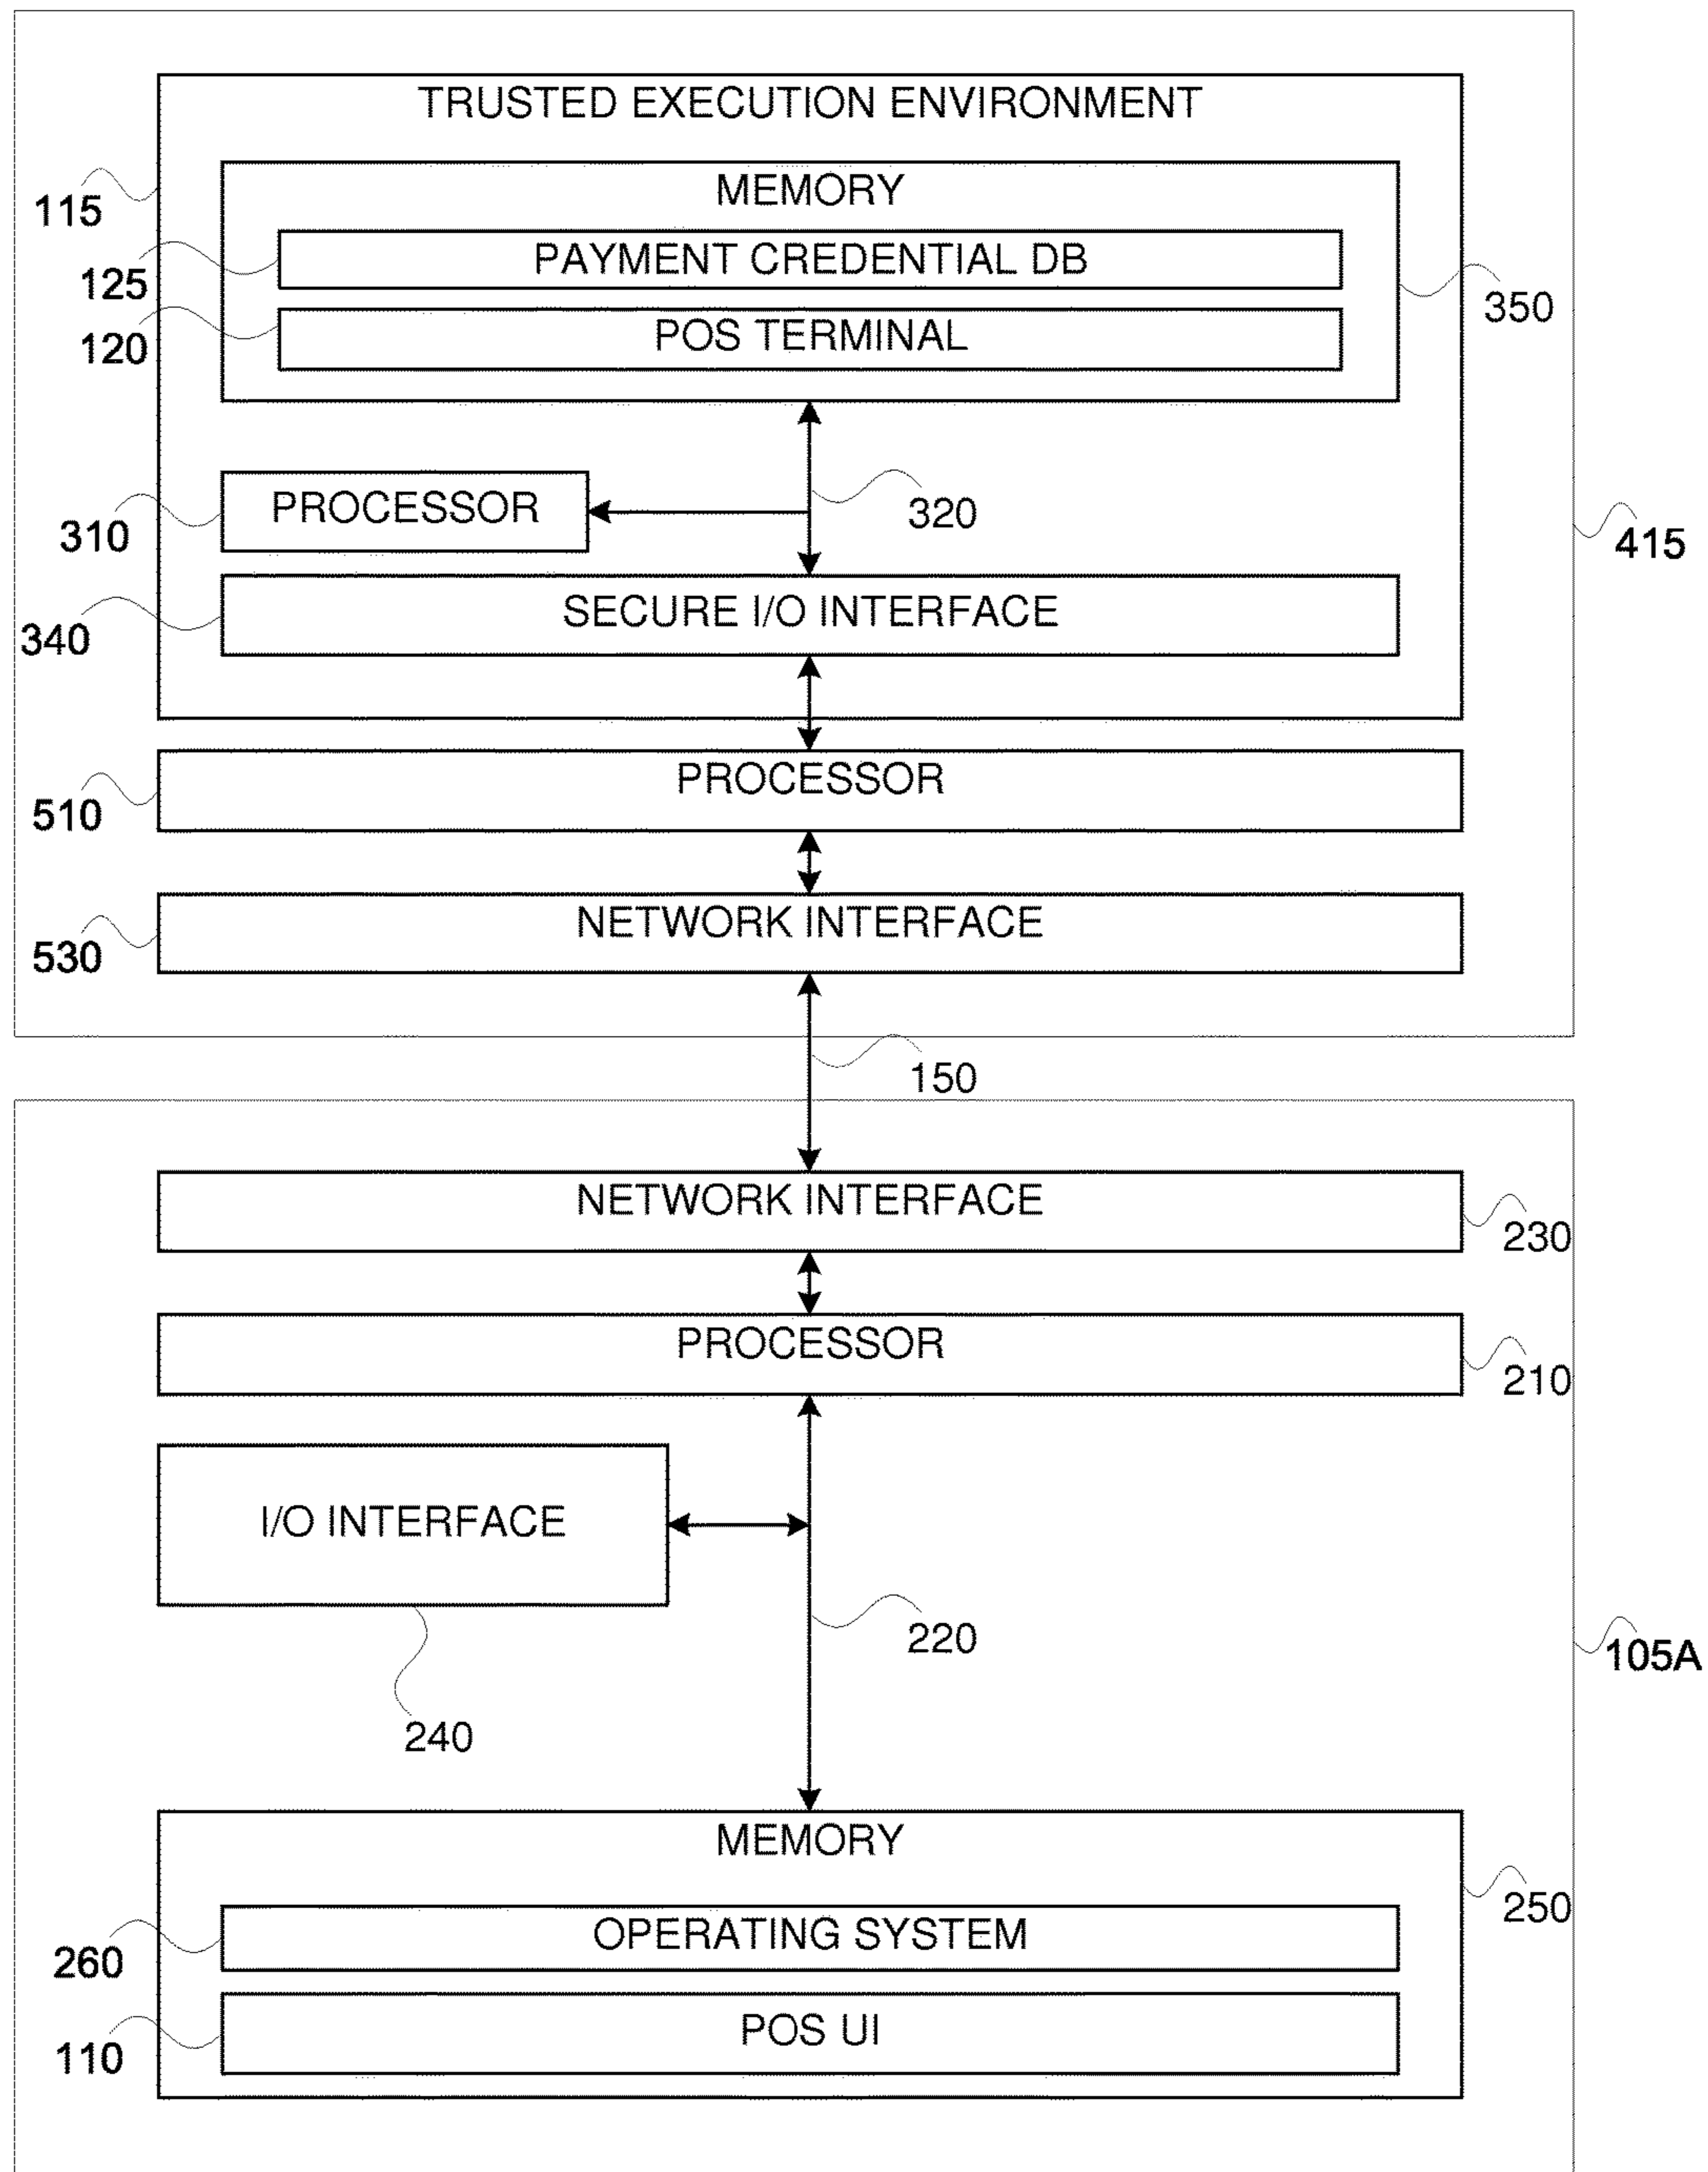 TRUSTED EXECUTION ENVIRONMENT
MEMORY
115
PAYMENT CREDENTIAL DB
125
350
POS TERMINAL
120
PROCESSOR
320
310
415
SECURE I/O INTERFACE
340
PROCESSOR
510
NETWORK INTERFACE
530
150
NETWORK INTERFACE
230
PROCESSOR
210
I/O INTERFACE
220
105A
240
MEMORY
250
OPERATING SYSTEM
260
POS UI
110